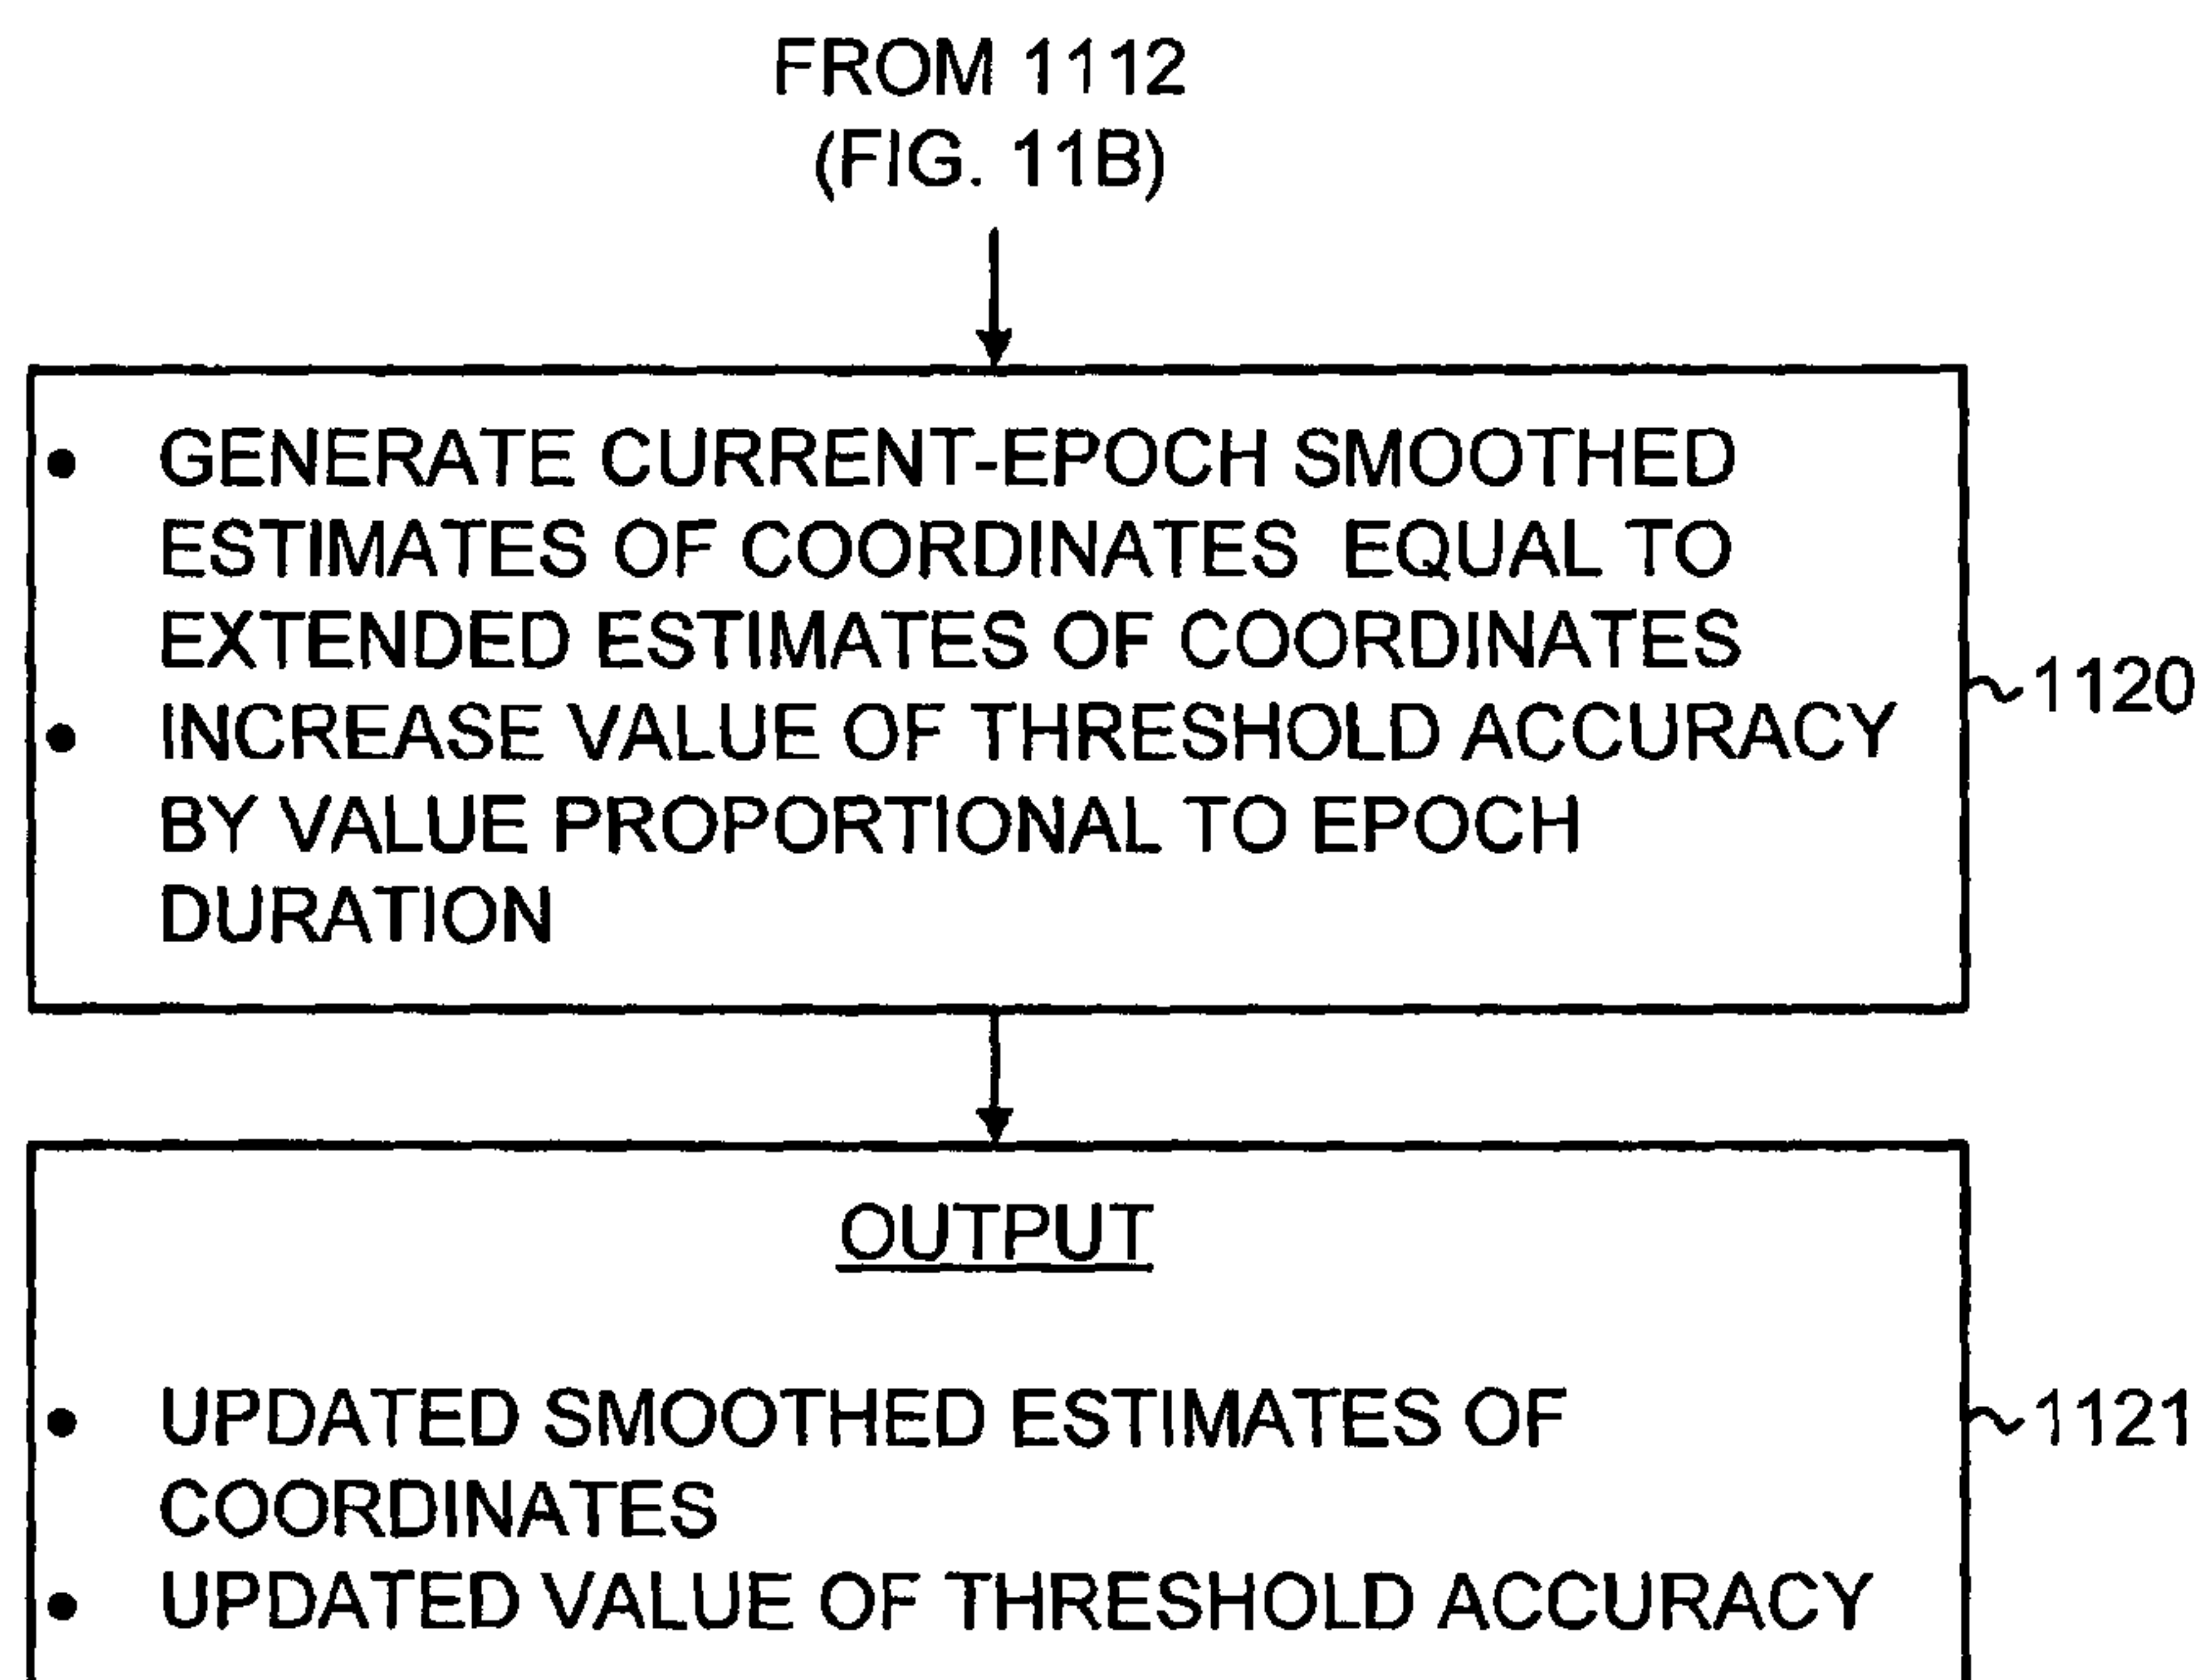 FROM 1112
(FIG. 11B)
• GENERATE CURRENT-EPOCH SMOOTHED
ESTIMATES OF COORDINATES EQUAL TO
EXTENDED ESTIMATES OF COORDINATES
• INCREASE VALUE OF THRESHOLD ACCURACY
BY VALUE PROPORTIONAL TO EPOCH
DURATION
~1120
OUTPUT
• UPDATED SMOOTHED ESTIMATES OF
COORDINATES
• UPDATED VALUE OF THRESHOLD ACCURACY
~1121